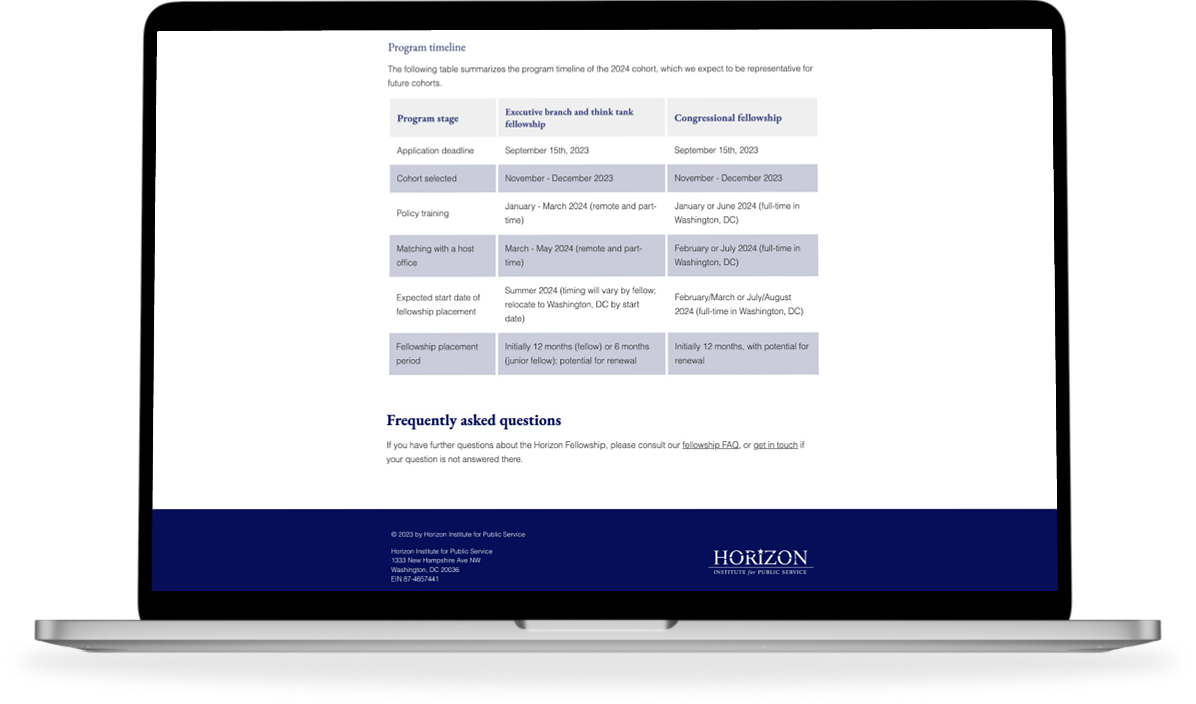 Program timeline
The following table summarizes the program timeline of the 2024 cohort, which we expect to be representative for
future cohorts.
Program stage
Executive branch and think tank
fellowship
Congressional fellowship
Application deadline
September 15th, 2023
September 15th, 2023
Cohort selected
November - December 2023
November - December 2023
Policy training
January - March 2024 (remote and part-
time)
January or June 2024 (full-time in
Washington, DC)
Matching with a host
office
March - May 2024 (remote and part-
time)
February or July 2024 (full-time in
Washington, DC)
Expected start date of
fellowship placement
Summer 2024 (timing will vary by fellow;
relocate to Washington, DC by start
date)
February/March or July/August
2024 (full-time in Washington, DC)
Fellowship placement
period
Initially 12 months (fellow) or 6 months
(junior fellow); potential for renewal
Initially 12 months, with potential for
renewal
Frequently asked questions
If you have further questions about the Horizon Fellowship, please consult our fellowship FAQ, or get in touch if
your question is not answered there.
© 2023 by Horizon Institute for Public Service
Horizon Institute for Public Service
1333 New Hampshire Ave NW
Washington, DC 20036
EIN 87-4657441
HORIZON
INSTITUTE for PUBLIC SERVICE